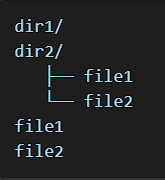 dir1/
dir2/
    ├── file1
    └── file2
file1
file2